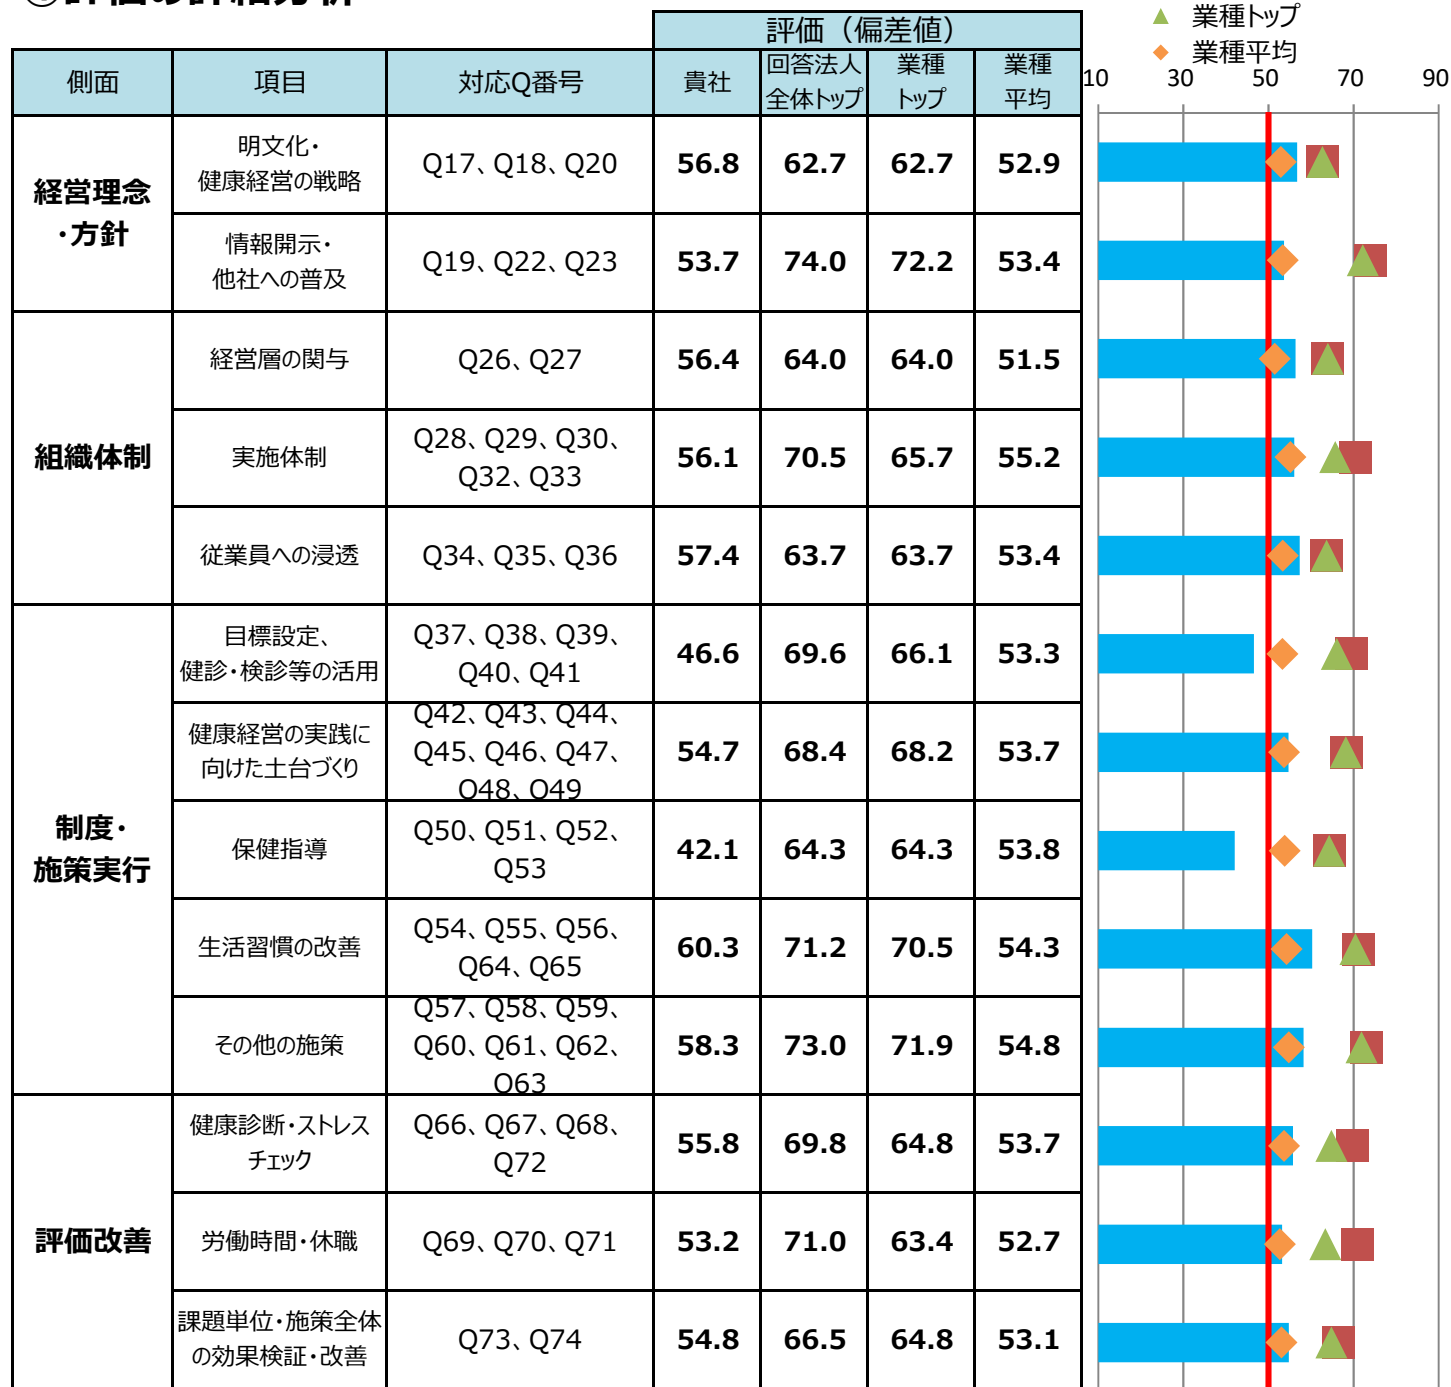 評価(偏差値)
▲ 業種トップ
◆ 業種平均
側面 項目 対応Q番号 貴社 回答法人 業種 業種
全体トップ トップ 平均
10 30 50 70 90
経営理念
・方針
明文化・
健康経営の戦略
Q17、Q18、Q20 56.8 62.7 62.7 52.9
情報開示・
他社への普及
Q19、Q22、Q23 53.7 74.0 72.2 53.4
組織体制
経営層の関与 Q26、Q27 56.4 64.0 64.0 51.5
実施体制
Q28、Q29、Q30、
Q32、Q33
56.1 70.5 65.7 55.2
従業員への浸透 Q34、Q35、Q36 57.4 63.7 63.7 53.4
制度・
施策実行
目標設定、
健診・検診等の活用
Q37、Q38、Q39、
Q40、Q41
46.6 69.6 66.1 53.3
健康経営の実践に
向けた土台づくり
Q42、Q43、Q44、
Q45、Q46、Q47、
Q48、Q49
54.7 68.4 68.2 53.7
保健指導
Q50、Q51、Q52、
Q53
42.1 64.3 64.3 53.8
生活習慣の改善
Q54、Q55、Q56、
Q64、Q65
60.3 71.2 70.5 54.3
その他の施策
Q57、Q58、Q59、
Q60、Q61、Q62、
Q63
58.3 73.0 71.9 54.8
評価改善
健康診断・ストレス
チェック
Q66、Q67、Q68、
Q72
55.8 69.8 64.8 53.7
労働時間・休職 Q69、Q70、Q71 53.2 71.0 63.4 52.7
課題単位・施策全体
の効果検証・改善
Q73、Q74 54.8 66.5 64.8 53.1